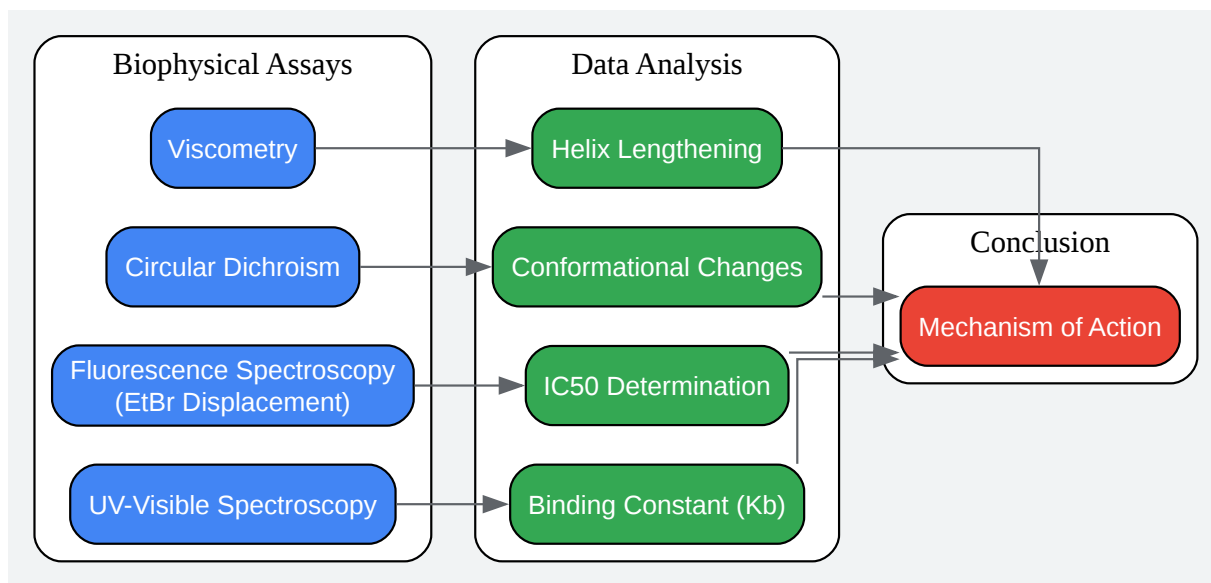 Biophysical Assays
Viscometry
Circular Dichroism
Fluorescence Spectroscopy
(EtBr Displacement)
UV-Visible Spectroscopy
Data Analysis
Helix Lengthening
Conformational Changes
IC50 Determination
Binding Constant (Kb)
Conclusion
Mechanism of Action